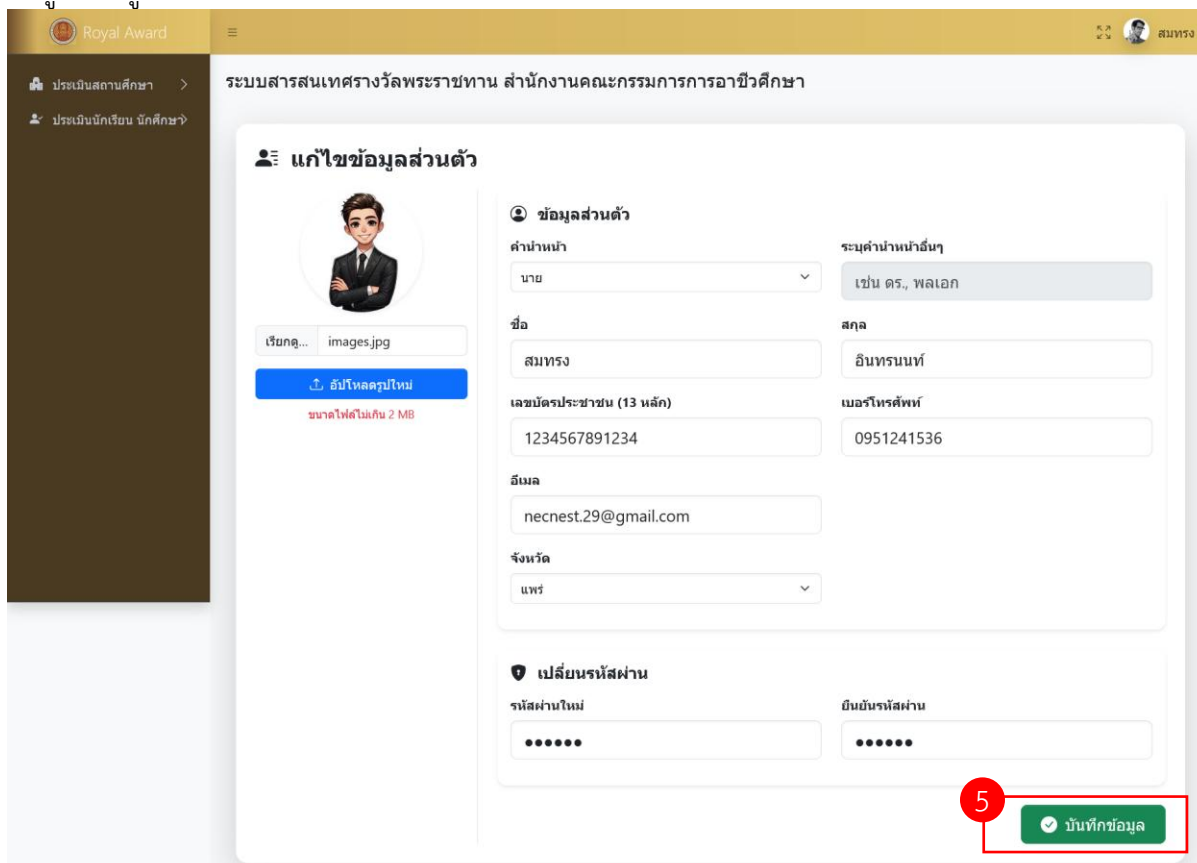 Royal Award
สมทรง
ประเมินสถานศึกษา
ประเมินนักเรียน นักศึกษา
ระบบสารสนเทศรางวัลพระราชทาน สำนักงานคณะกรรมการการอาชีวศึกษา
แก้ไขข้อมูลส่วนตัว
เรียกดู... images.jpg
อัปโหลดรูปใหม่
ขนาดไฟล์ไม่เกิน 2 MB
ข้อมูลส่วนตัว
คำนำหน้า ระบุคำนำหน้าอื่นๆ
นาย เช่น ดร., พลเอก
ชื่อ สกุล
สมทรง อินทรนนท์
เลขบัตรประชาชน (13 หลัก) เบอร์โทรศัพท์
1234567891234 0951241536
อีเมล
necnest.29@gmail.com
จังหวัด
แพร่
เปลี่ยนรหัสผ่าน
รหัสผ่านใหม่ ยืนยันรหัสผ่าน
●●●●●● ●●●●●●
5
บันทึกข้อมูล